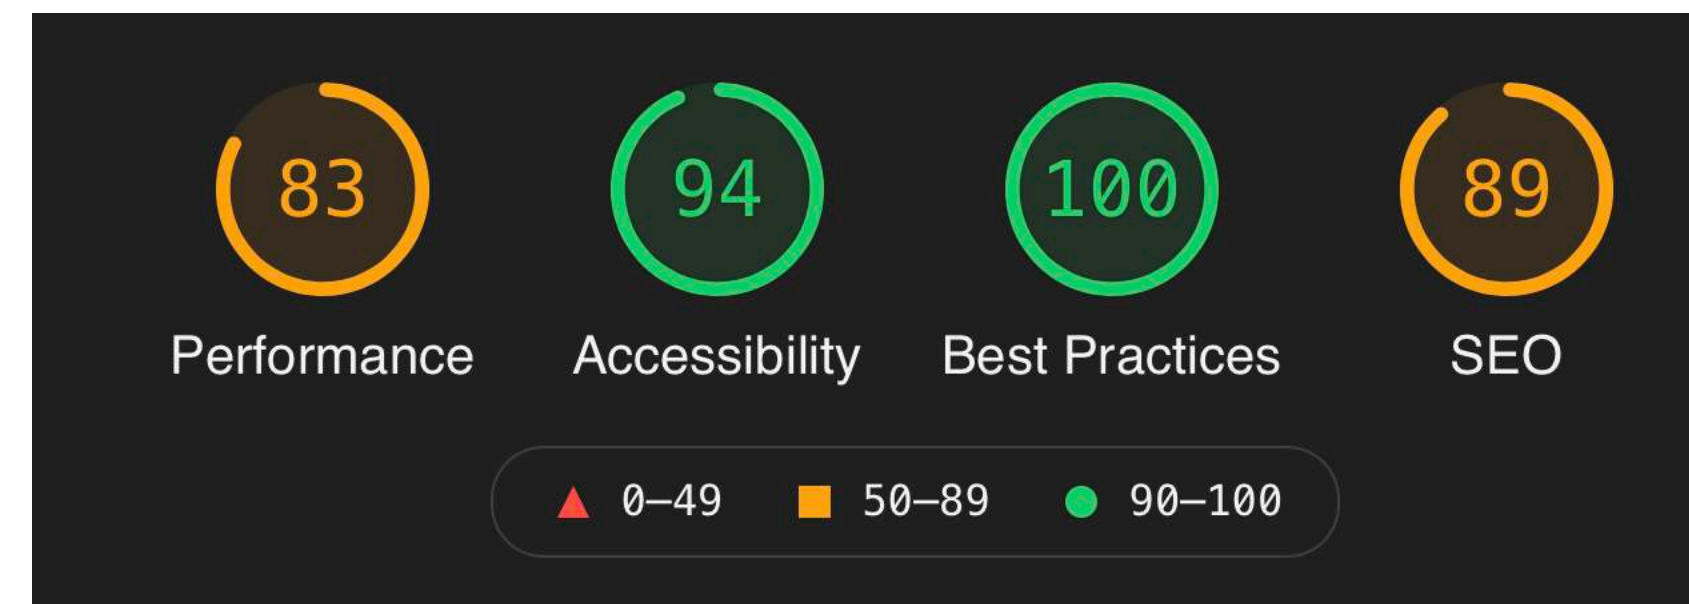 83 94 100 89
Performance Accessibility Best Practices SEO
0–49 50–89 90–100